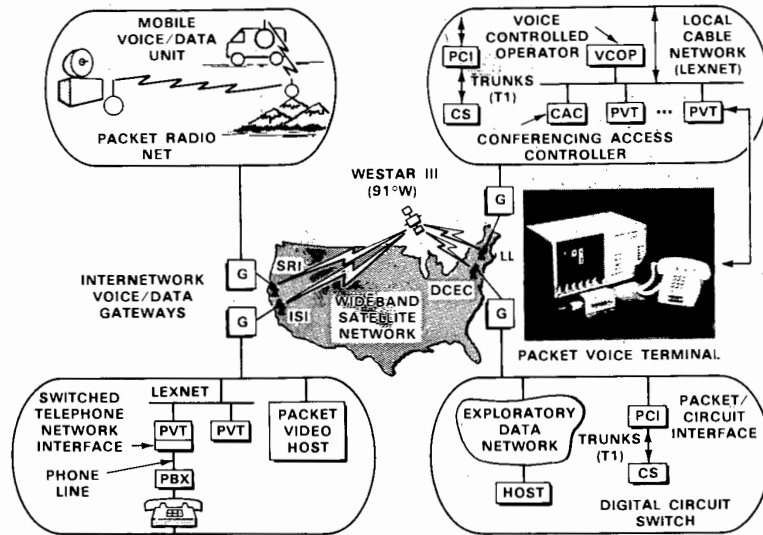 MOBILE
VOICE/DATA
UNIT
PACKET RADIO
NET
VOICE
CONTROLLED
OPERATOR
LOCAL
CABLE
NETWORK
(LEXNET)
PCI
VCOP
TRUNKS
(T1)
CS
CAC
PVT
...
PVT
CONFERENCING ACCESS
CONTROLLER
WESTAR III
(91°W)
G
SRI
LL
G
INTERNETWORK
VOICE/DATA
GATEWAYS
DCEC
G
ISI
WIDEBAND
SATELLITE
NETWORK
G
PACKET VOICE TERMINAL
SWITCHED
TELEPHONE
NETWORK
INTERFACE
LEXNET
PVT
PVT
PACKET
VIDEO
HOST
PHONE
LINE
PBX
EXPLORATORY
DATA
NETWORK
HOST
PCI
PACKET/
CIRCUIT
INTERFACE
TRUNKS
(T1)
CS
DIGITAL CIRCUIT
SWITCH